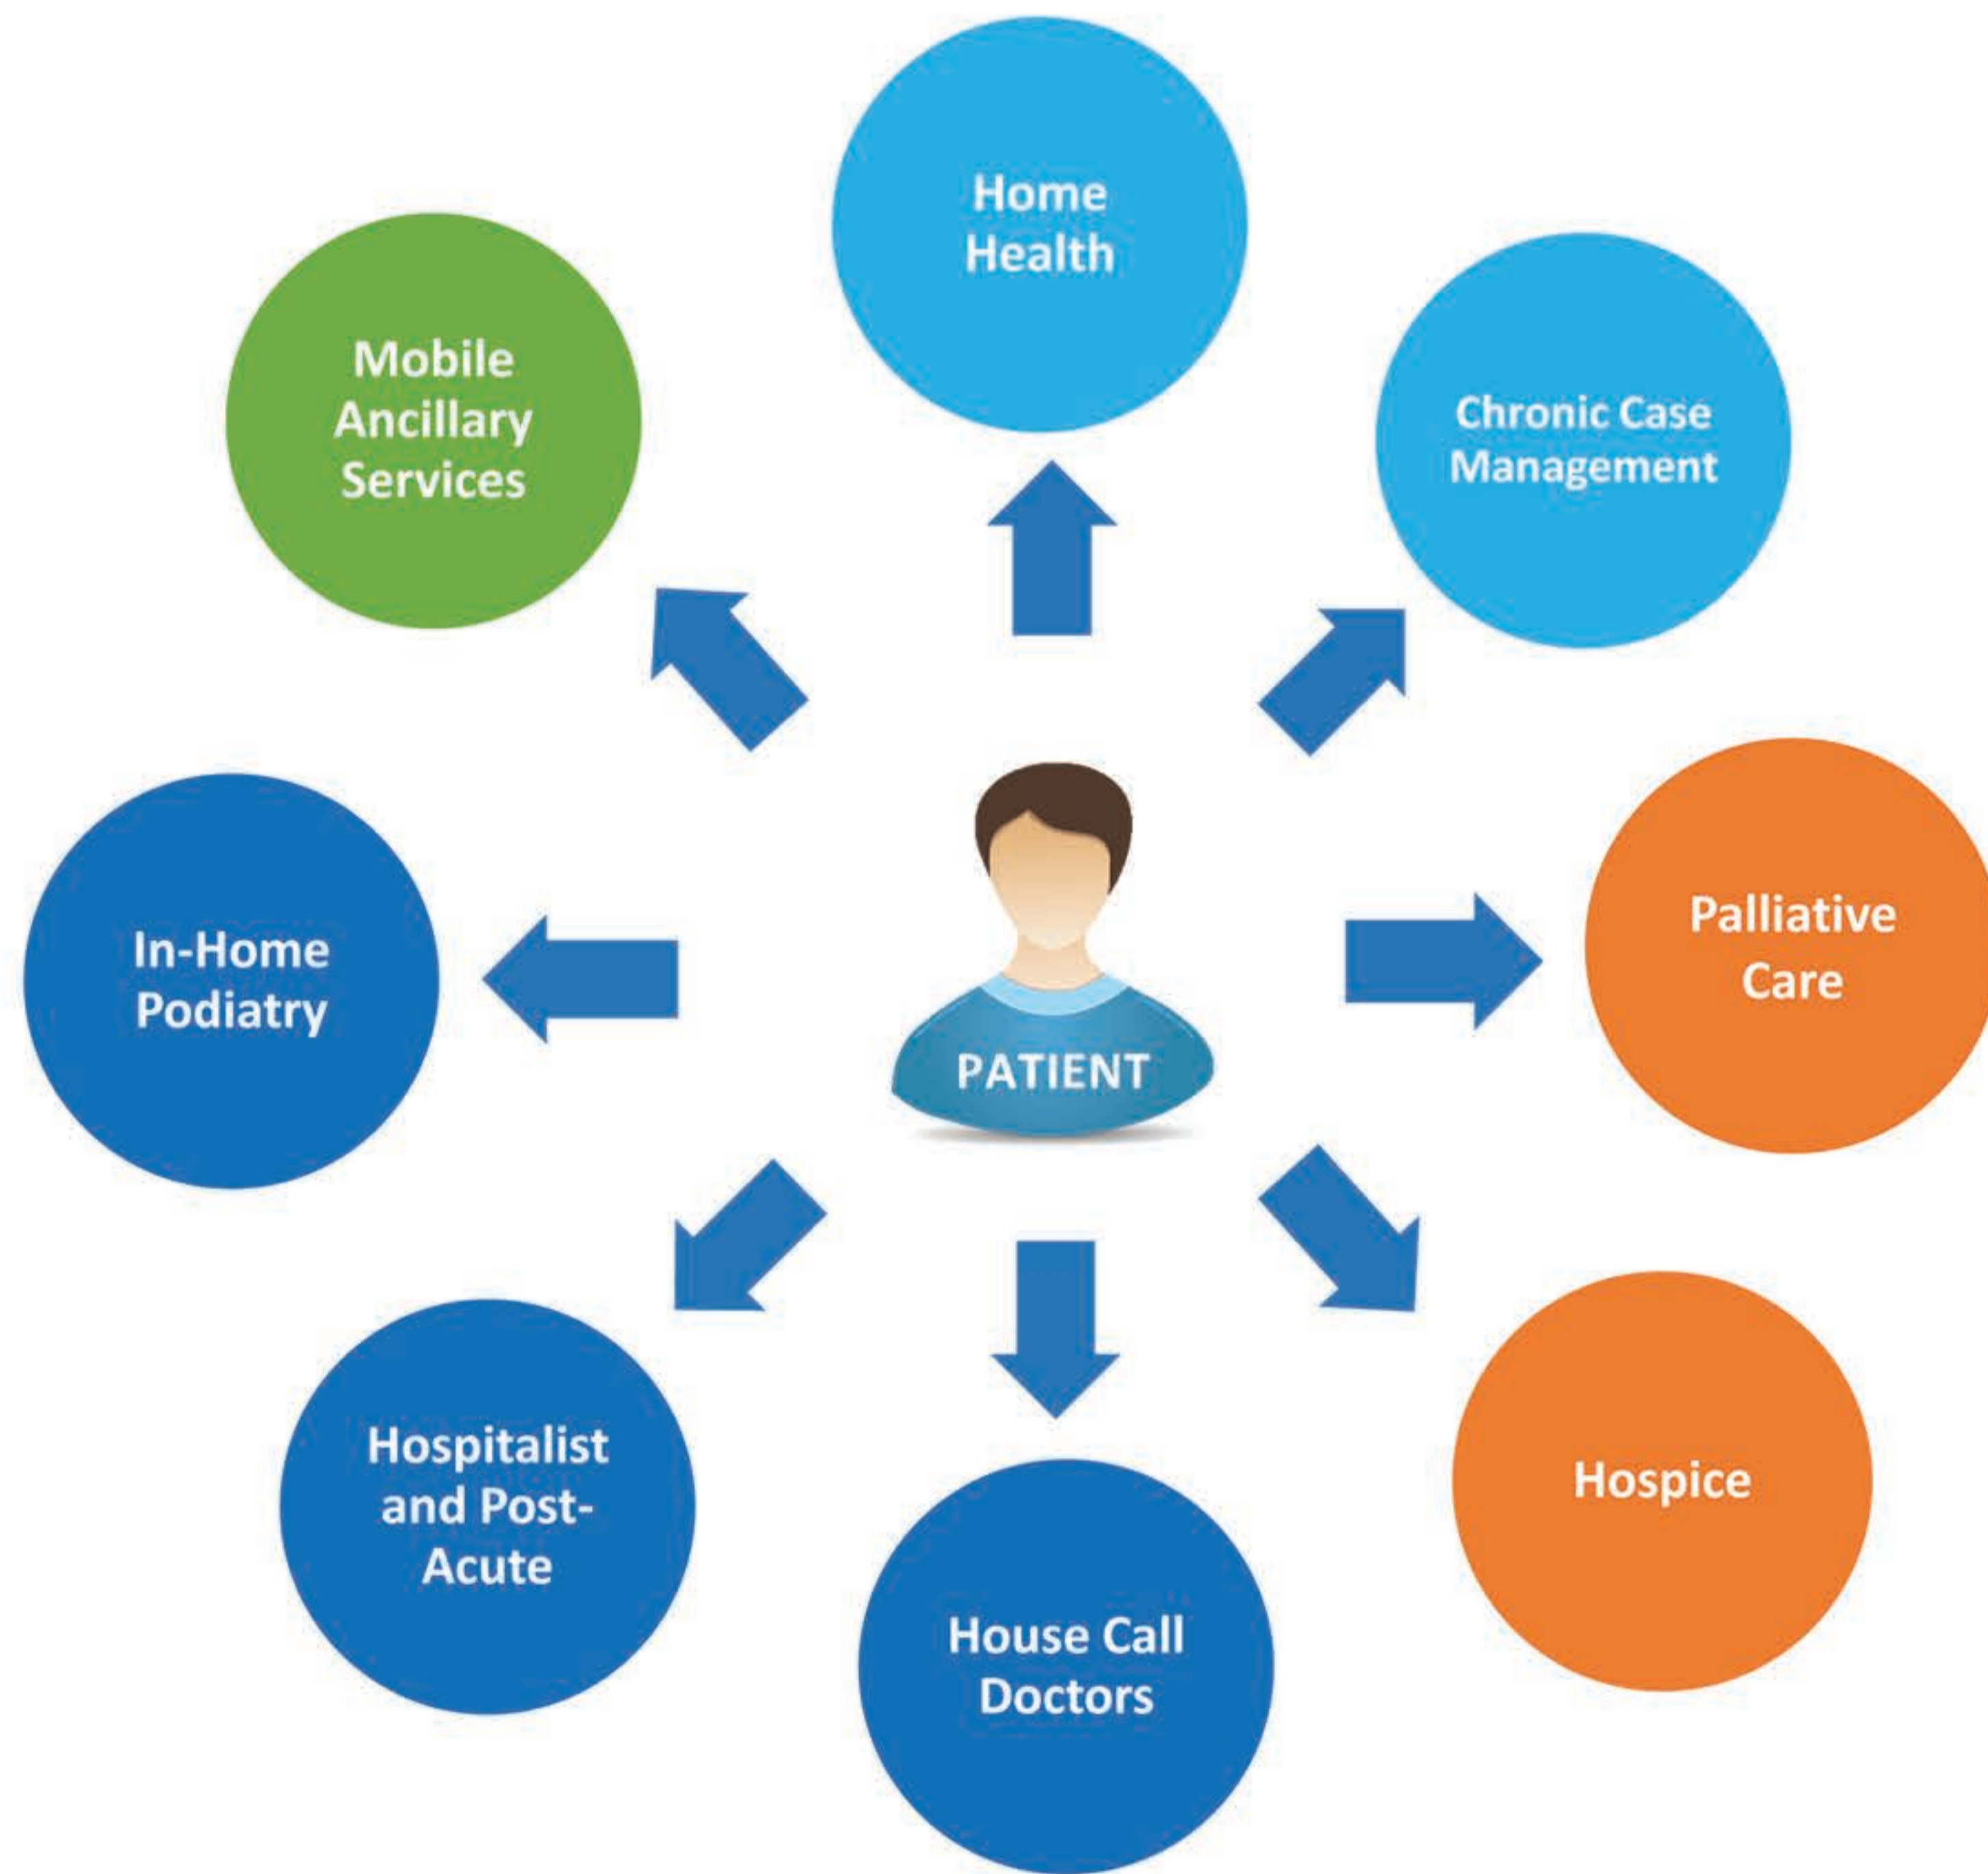 Home
Health
Mobile
Ancillary
Services
Chronic Case
Management
Palliative
Care
In-Home
Podiatry
PATIENT
Hospitalist
and Post-
Acute
Hospice
House Call
Doctors